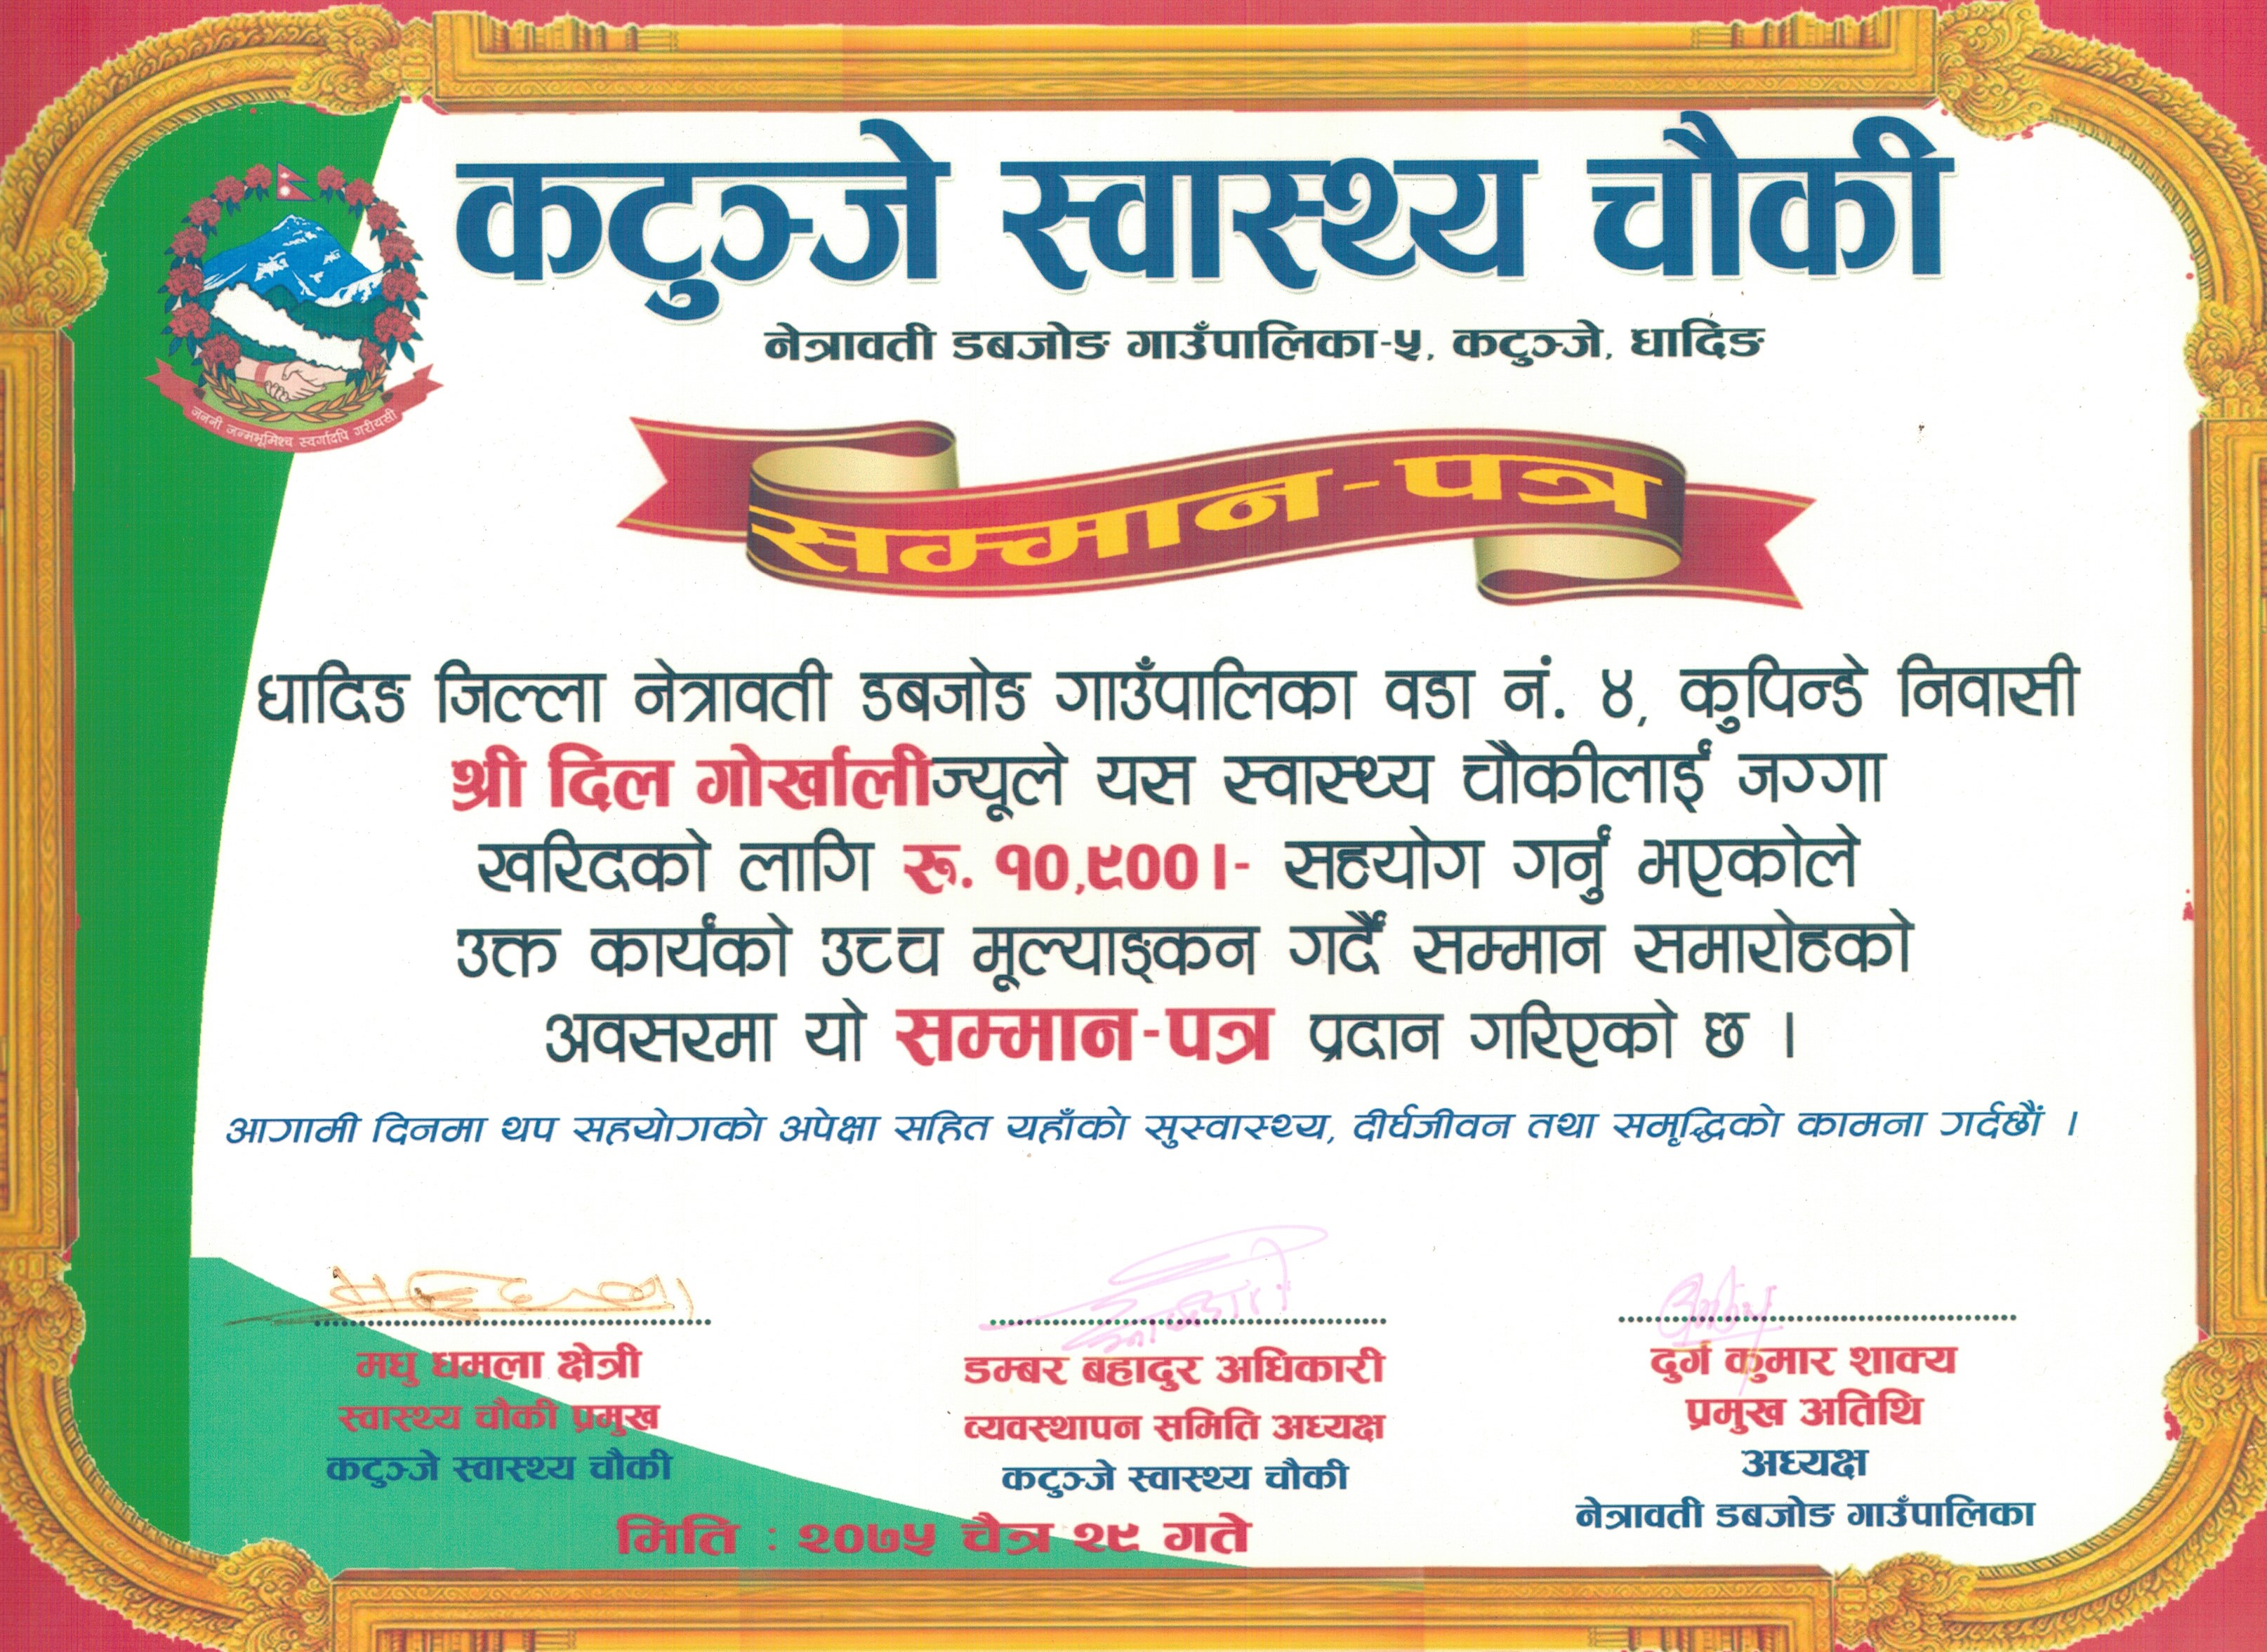 कटुञ्जे स्वास्थ्य चौकी
नेत्रावती डबजोङ गाउँपालिका-५, कटुञ्जे, धादिङ
जननी जन्मभूमिश्च स्वर्गादपि गरीयसी
सम्मान-पत्र
धादिङ जिल्ला नेत्रावती डबजोङ गाउँपालिका वडा नं. ४, कुपिन्डे निवासी
श्री दिल गोर्खालीज्यूले यस स्वास्थ्य चौकीलाई जग्गा
खरिदको लागि रू. १०,९००।- सहयोग गर्नु भएकोले
उक्त कार्यको उच्च मूल्याङ्कन गर्दै सम्मान समारोहको
अवसरमा यो सम्मान-पत्र प्रदान गरिएको छ ।
आगामी दिनमा थप सहयोगको अपेक्षा सहित यहाँको सुस्वास्थ्य, दीर्घजीवन तथा समृद्धिको कामना गर्दछौं ।
मधु धमला क्षेत्री
स्वास्थ्य चौकी प्रमुख
कटुञ्जे स्वास्थ्य चौकी
डम्बर बहादुर अधिकारी
व्यवस्थापन समिति अध्यक्ष
कटुञ्जे स्वास्थ्य चौकी
दुर्ग कुमार शाक्य
प्रमुख अतिथि
अध्यक्ष
नेत्रावती डबजोङ गाउँपालिका
मिति : २०७५ चैत्र २९ गते